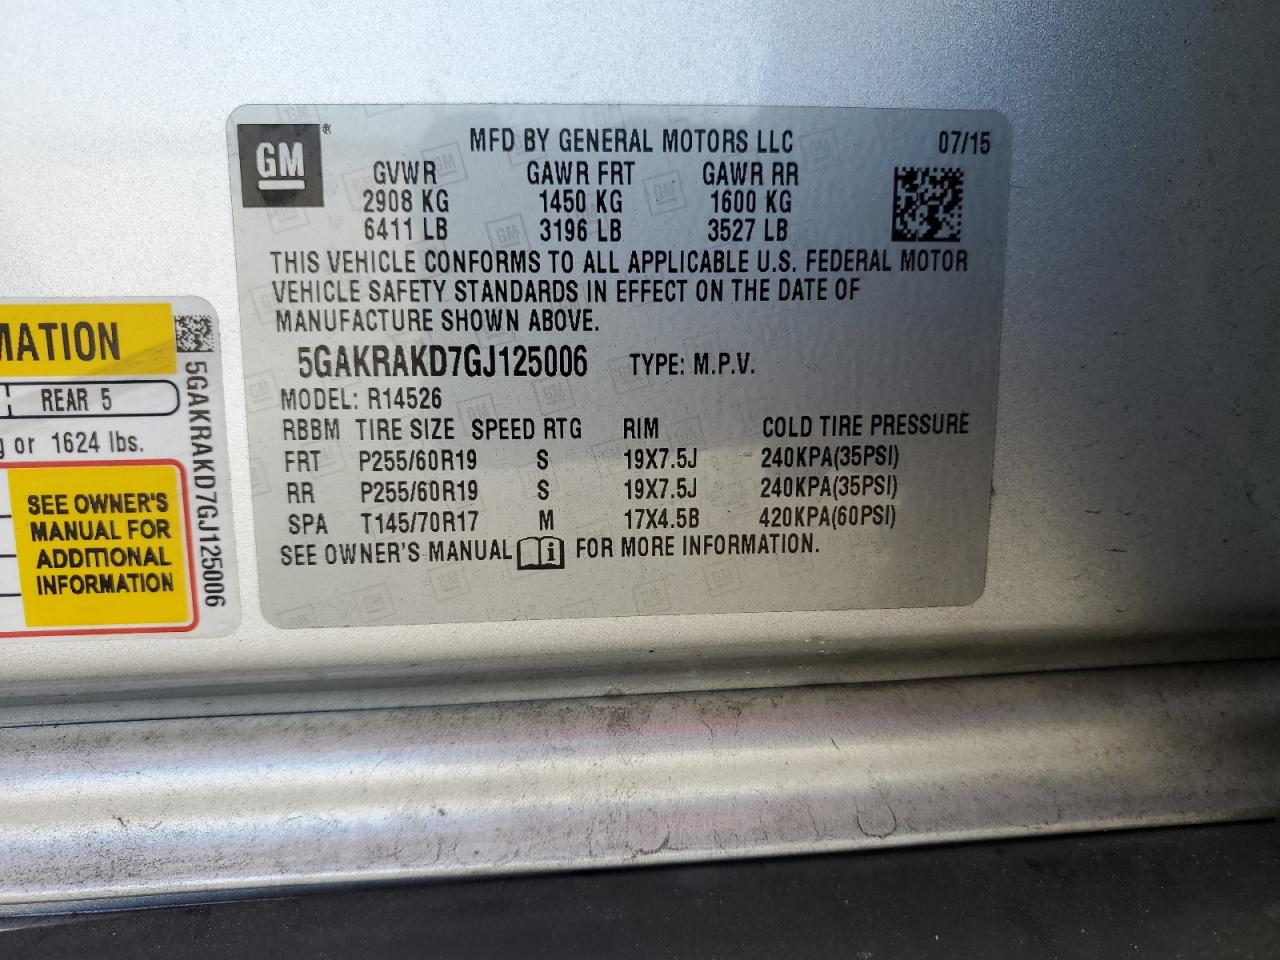 GM ®
MFD BY GENERAL MOTORS LLC 07/15
GVWR GAWR FRT GAWR RR
2908 KG 1450 KG 1600 KG
6411 LB 3196 LB 3527 LB
THIS VEHICLE CONFORMS TO ALL APPLICABLE U.S. FEDERAL MOTOR
VEHICLE SAFETY STANDARDS IN EFFECT ON THE DATE OF
MANUFACTURE SHOWN ABOVE.
5GAKRAKD7GJ125006 TYPE: M.P.V.
MODEL: R14526
RBBM TIRE SIZE SPEED RTG RIM COLD TIRE PRESSURE
FRT P255/60R19 S 19X7.5J 240KPA(35PSI)
RR P255/60R19 S 19X7.5J 240KPA(35PSI)
SPA T145/70R17 M 17X4.5B 420KPA(60PSI)
SEE OWNER'S MANUAL i FOR MORE INFORMATION.
MATION
REAR 5
g or 1624 lbs.
SEE OWNER'S
MANUAL FOR
ADDITIONAL
INFORMATION
5GAKRAKD7GJ125006